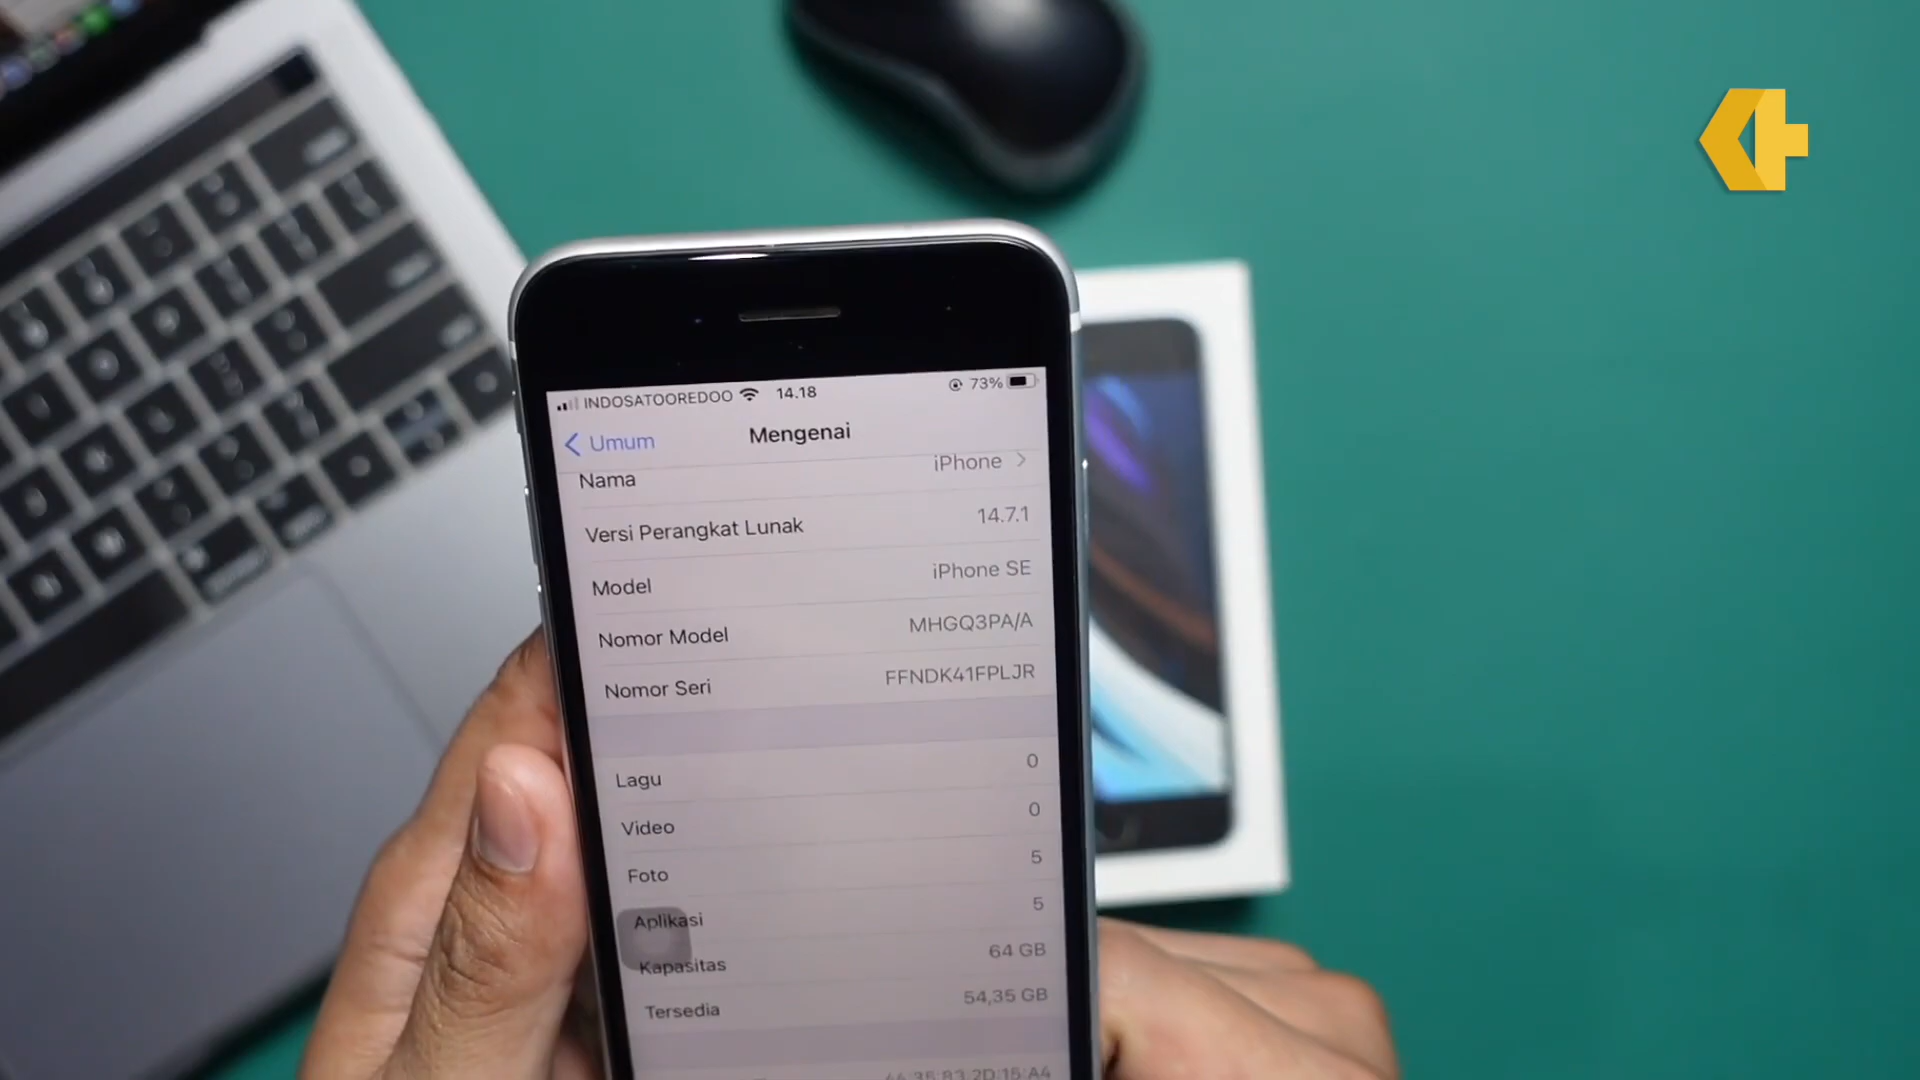 INDOSATOOREDOO 14.18 73%
Umum Mengenai
Nama iPhone
Versi Perangkat Lunak 14.7.1
Model iPhone SE
Nomor Model MHGQ3PA/A
Nomor Seri FFNDK41FPLJR
Lagu 0
Video 0
Foto 5
Aplikasi 5
Kapasitas 64 GB
Tersedia 54,35 GB